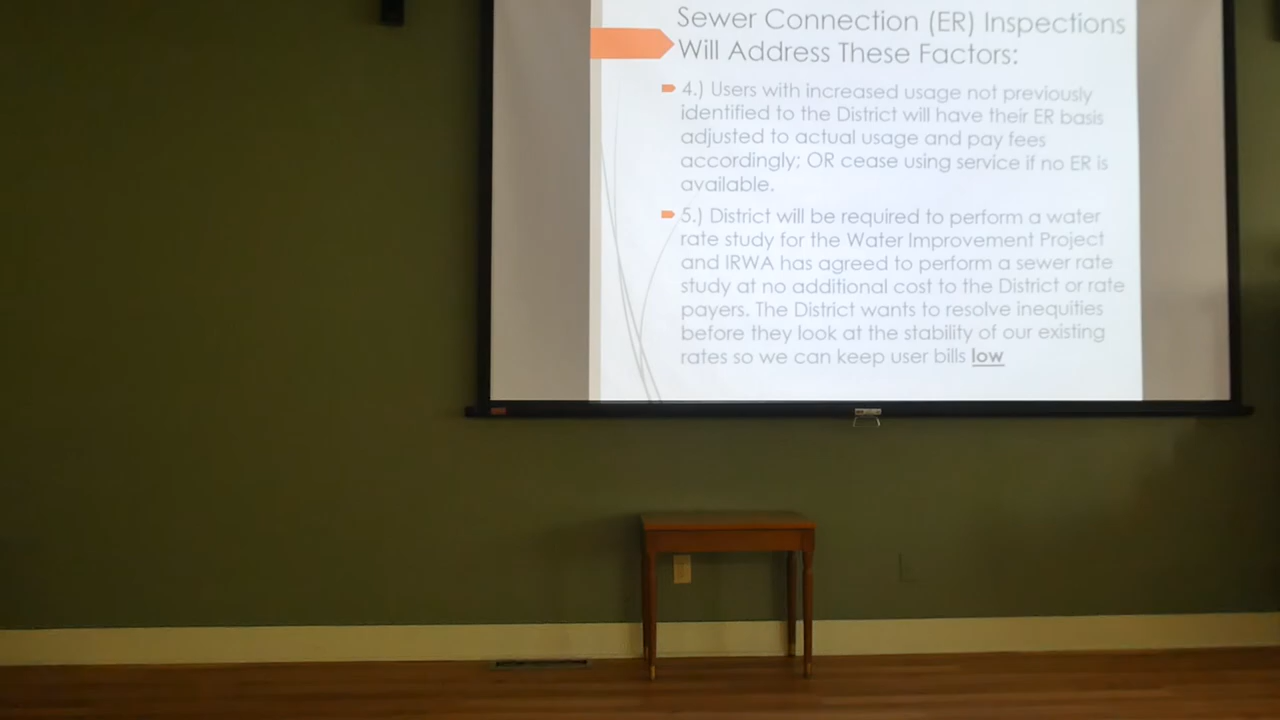 Sewer Connection (ER) Inspections
Will Address These Factors:
4.) Users with increased usage not previously
identified to the District will have their ER basis
adjusted to actual usage and pay fees
accordingly; OR cease using service if no ER is
available.
5.) District will be required to perform a water
rate study for the Water Improvement Project
and IRWA has agreed to perform a sewer rate
study at no additional cost to the District or rate
payers. The District wants to resolve inequities
before they look at the stability of our existing
rates so we can keep user bills low